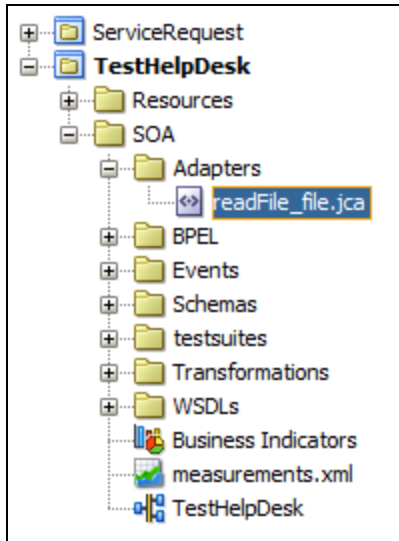 ServiceRequest
TestHelpDesk
Resources
SOA
Adapters
readFile_file.jca
BPEL
Events
Schemas
testsuites
Transformations
WSDLs
Business Indicators
measurements.xml
TestHelpDesk